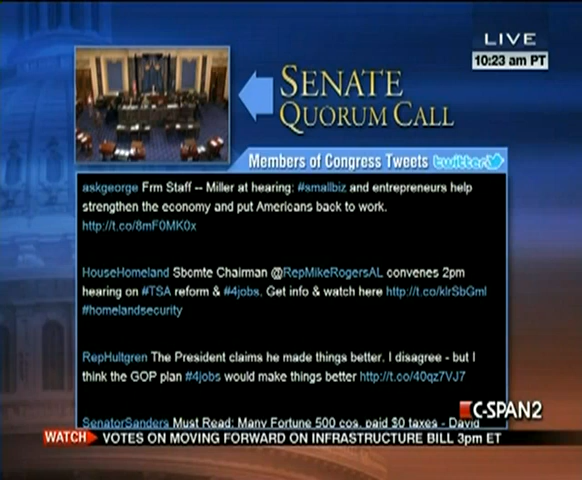 LIVE
10:23 am PT
SENATE
QUORUM CALL
Members of Congress Tweets twitter
askgeorge Frm Staff -- Miller at hearing: #smallbiz and entrepreneurs help
strengthen the economy and put Americans back to work.
http://t.co/8mF0MK0x
HouseHomeland Sbcmte Chairman @RepMikeRogersAL convenes 2pm
hearing on #TSA reform & #4jobs. Get info & watch here http://t.co/klrSbGml
#homelandsecurity
RepHultgren The President claims he made things better. I disagree - but I
think the GOP plan #4jobs would make things better http://t.co/40qz7VJ7
SenatorSanders Must Read: Many Fortune 500 cos. paid $0 taxes - David
C-SPAN2
WATCH VOTES ON MOVING FORWARD ON INFRASTRUCTURE BILL 3pm ET